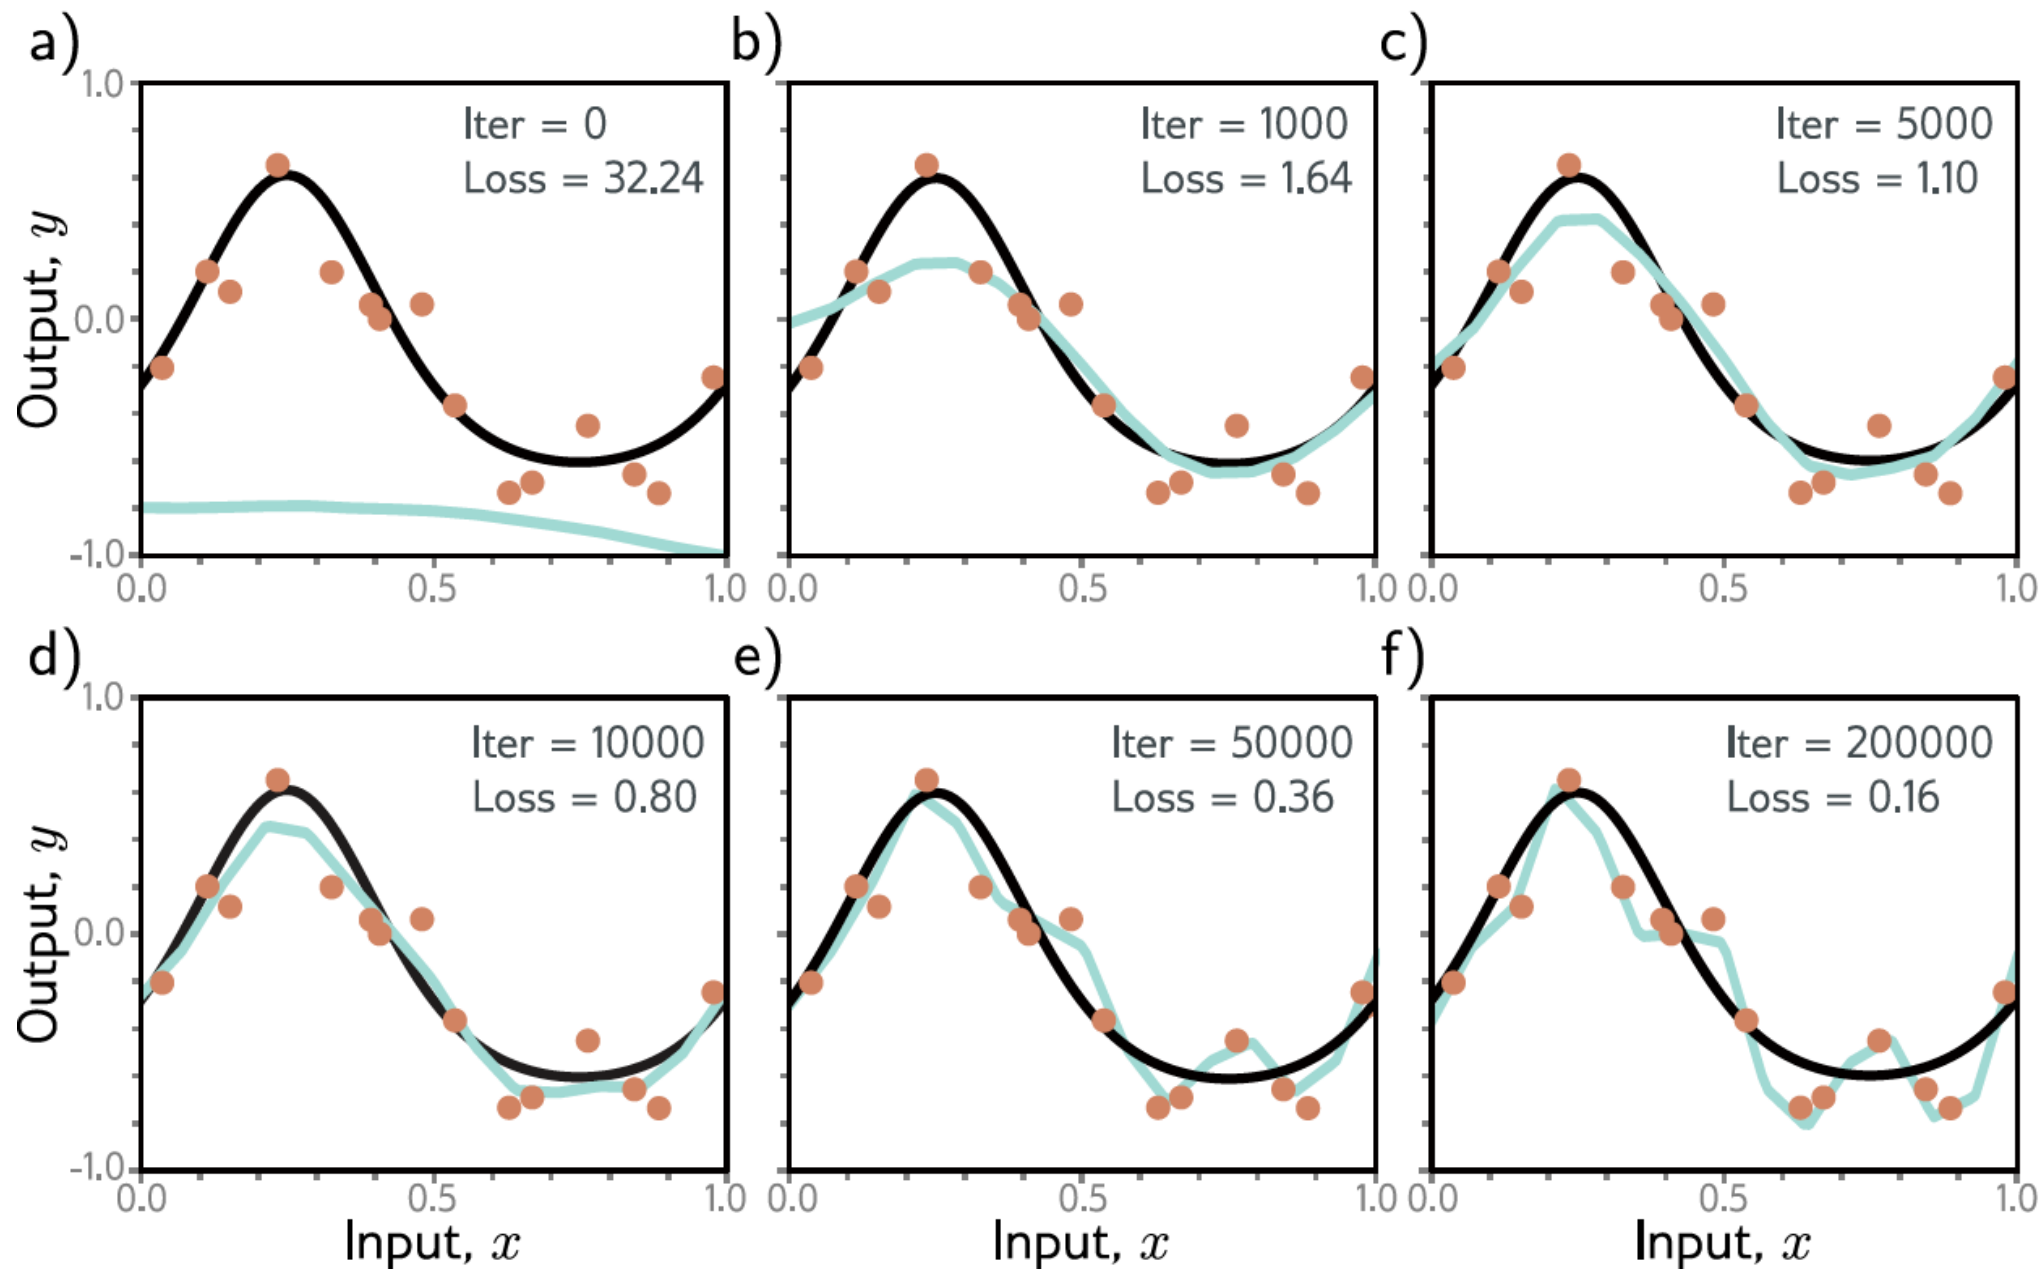 a)
Iter = 0
Loss = 32.24
1.0
0.0
-1.0
Output, y
0.0 0.5 1.0
b)
Iter = 1000
Loss = 1.64
0.0 0.5 1.0
c)
Iter = 5000
Loss = 1.10
0.0 0.5 1.0
d)
Iter = 10000
Loss = 0.80
1.0
0.0
-1.0
Output, y
0.0 0.5 1.0
Input, x
e)
Iter = 50000
Loss = 0.36
0.0 0.5 1.0
Input, x
f)
Iter = 200000
Loss = 0.16
0.0 0.5 1.0
Input, x